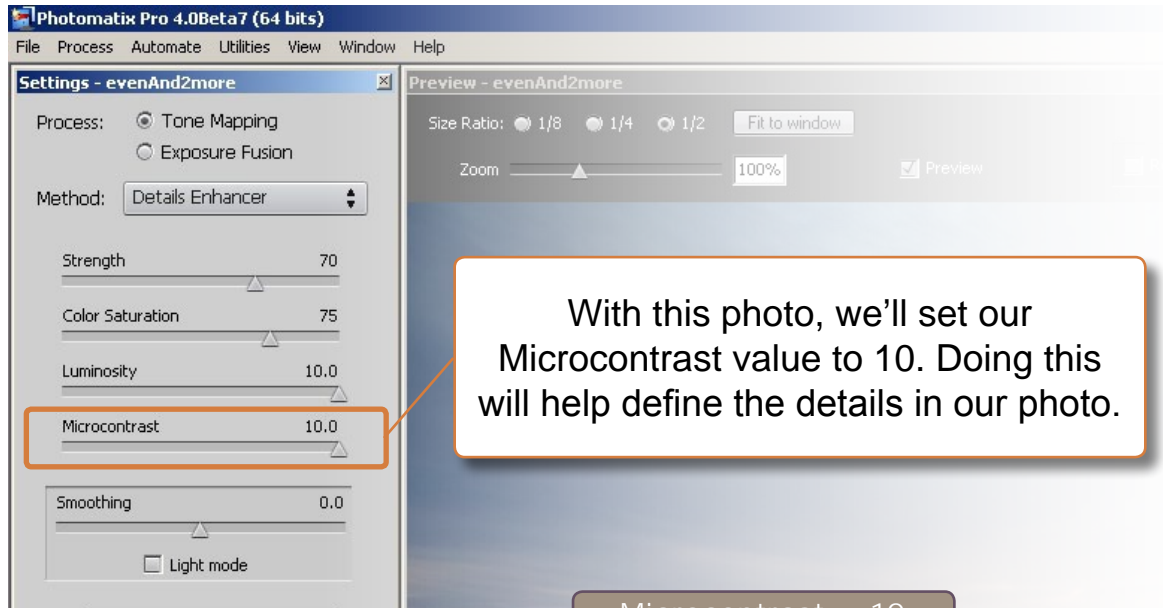 Photomatix Pro 4.0Beta7 (64 bits)
File Process Automate Utilities View Window Help
Settings - evenAnd2more
Preview - evenAnd2more
Process: Tone Mapping
Exposure Fusion
Size Ratio: 1/8 1/4 1/2 Fit to window
Zoom 100% Preview
Method: Details Enhancer
Strength 70
Color Saturation 75
Luminosity 10.0
Microcontrast 10.0
With this photo, we’ll set our
Microcontrast value to 10. Doing this
will help define the details in our photo.
Smoothing 0.0
Light mode